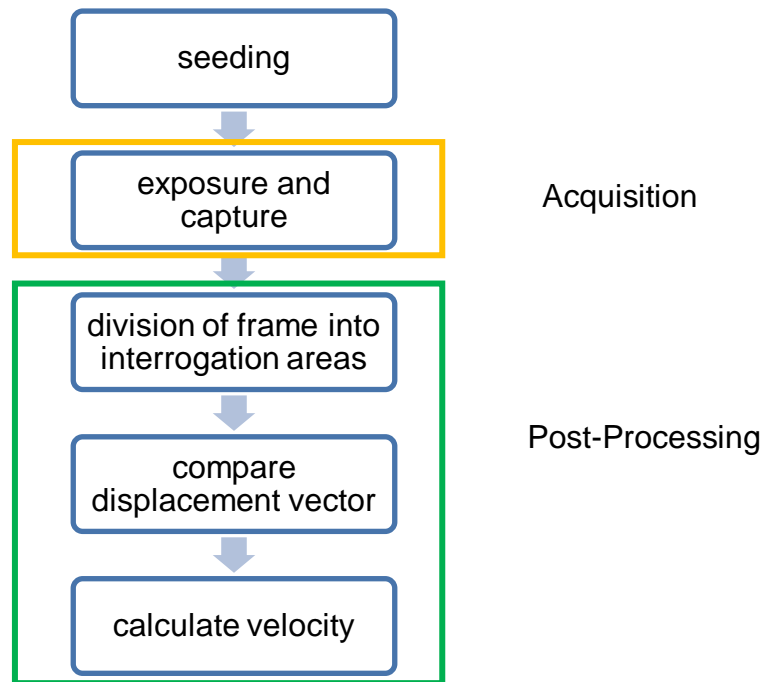 seeding
exposure and
capture
Acquisition
division of frame into
interrogation areas
compare
displacement vector
Post-Processing
calculate velocity